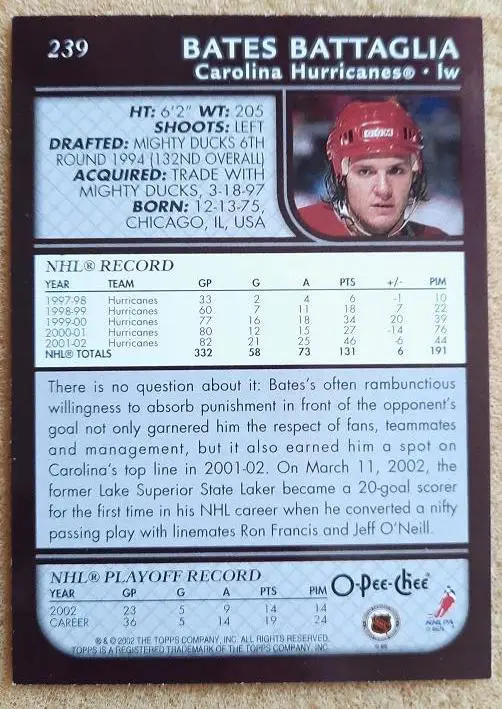 239
BATES BATTAGLIA
Carolina Hurricanes® • lw
HT: 6'2" WT: 205
SHOOTS: LEFT
DRAFTED: MIGHTY DUCKS 6TH
ROUND 1994 (132ND OVERALL)
ACQUIRED: TRADE WITH
MIGHTY DUCKS, 3-18-97
BORN: 12-13-75,
CHICAGO, IL, USA
NHL® RECORD
YEAR TEAM GP G A PTS +/- PIM
1997-98 Hurricanes 33 2 4 6 -1 10
1998-99 Hurricanes 60 7 11 18 7 22
1999-00 Hurricanes 77 16 18 34 20 39
2000-01 Hurricanes 80 12 15 27 -14 76
2001-02 Hurricanes 82 21 25 46 -6 44
NHL® TOTALS 332 58 73 131 6 191
There is no question about it: Bates's often rambunctious
willingness to absorb punishment in front of the opponent's
goal not only garnered him the respect of fans, teammates
and management, but it also earned him a spot on
Carolina's top line in 2001-02. On March 11, 2002, the
former Lake Superior State Laker became a 20-goal scorer
for the first time in his NHL career when he converted a nifty
passing play with linemates Ron Francis and Jeff O'Neill.
NHL® PLAYOFF RECORD
YEAR GP G A PTS PIM
2002 23 5 9 14 14
CAREER 36 5 14 19 24
O-Pee-Chee
® & © 2002 THE TOPPS COMPANY, INC. ALL RIGHTS RESERVED.
TOPPS IS A REGISTERED TRADEMARK OF THE TOPPS COMPANY, INC.